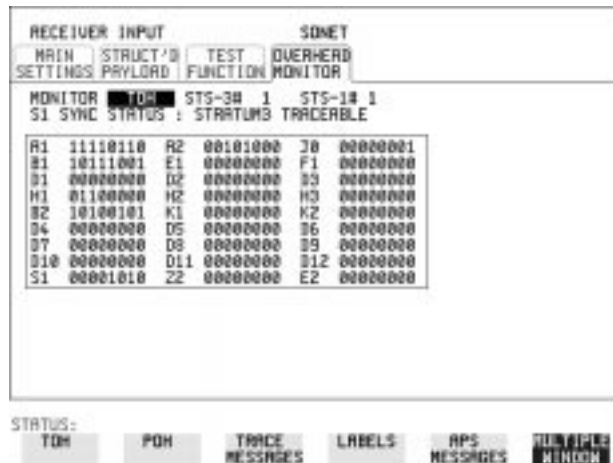 RECEIVER INPUT SONET
MAIN SETTINGS STRUCT'D PAYLOAD TEST FUNCTION OVERHEAD MONITOR
MONITOR TOH STS-3# 1 STS-1# 1
S1 SYNC STATUS : STRATUM3 TRACEABLE
A1 11110110 A2 00101000 J0 00000001
B1 10111001 E1 00000000 F1 00000000
D1 00000000 D2 00000000 D3 00000000
H1 01100000 H2 00000000 H3 00000000
B2 10100101 K1 00000000 K2 00000000
D4 00000000 D5 00000000 D6 00000000
D7 00000000 D8 00000000 D9 00000000
D10 00000000 D11 00000000 D12 00000000
S1 00001010 Z2 00000000 E2 00000000
STATUS:
TOH POH TRACE MESSAGES LABELS APS MESSAGES MULTIPLE WINDOW